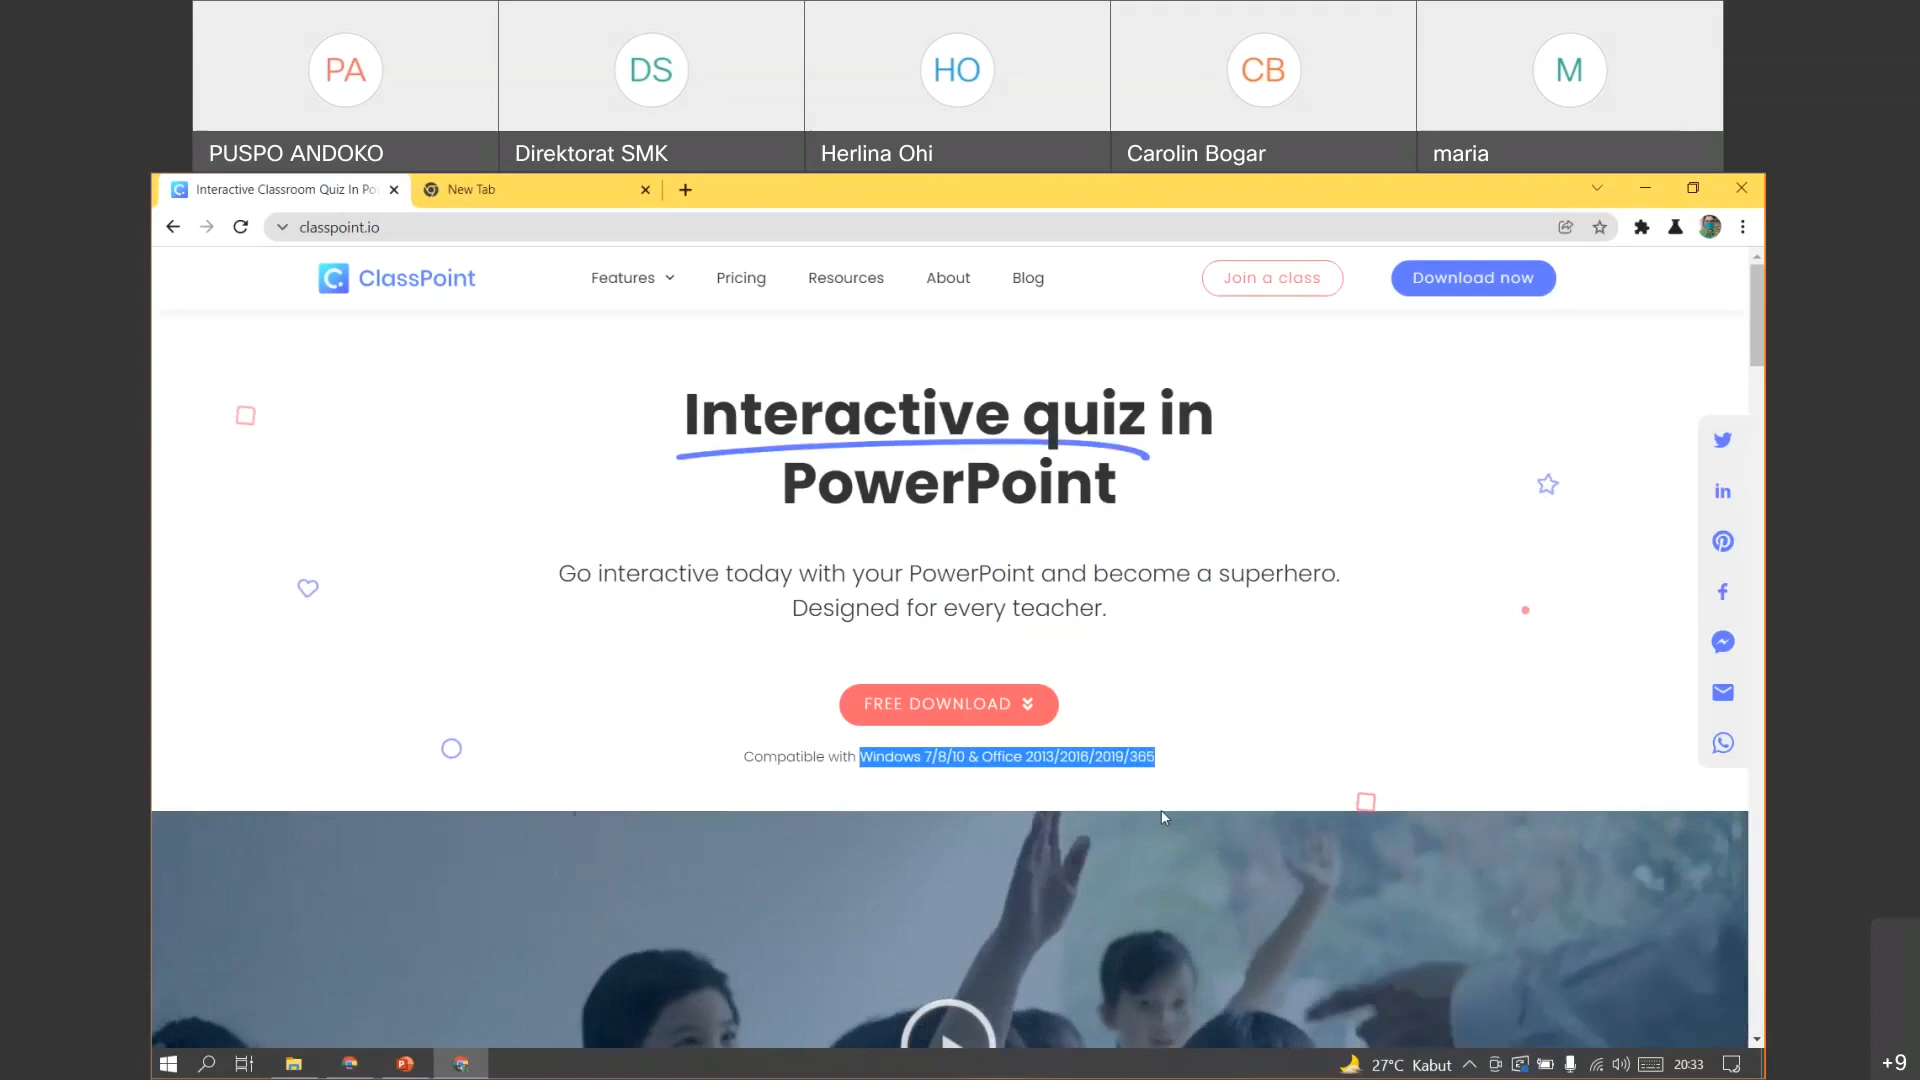 PA
DS
HO
CB
M
PUSPO ANDOKO
Direktorat SMK
Herlina Ohi
Carolin Bogar
maria
Interactive Classroom Quiz In Po
New Tab
classpoint.io
C. ClassPoint
Features
Pricing
Resources
About
Blog
Join a class
Download now
Interactive quiz in
PowerPoint
Go interactive today with your PowerPoint and become a superhero.
Designed for every teacher.
FREE DOWNLOAD
Compatible with Windows 7/8/10 & Office 2013/2016/2019/365
27°C Kabut
20:33
+9